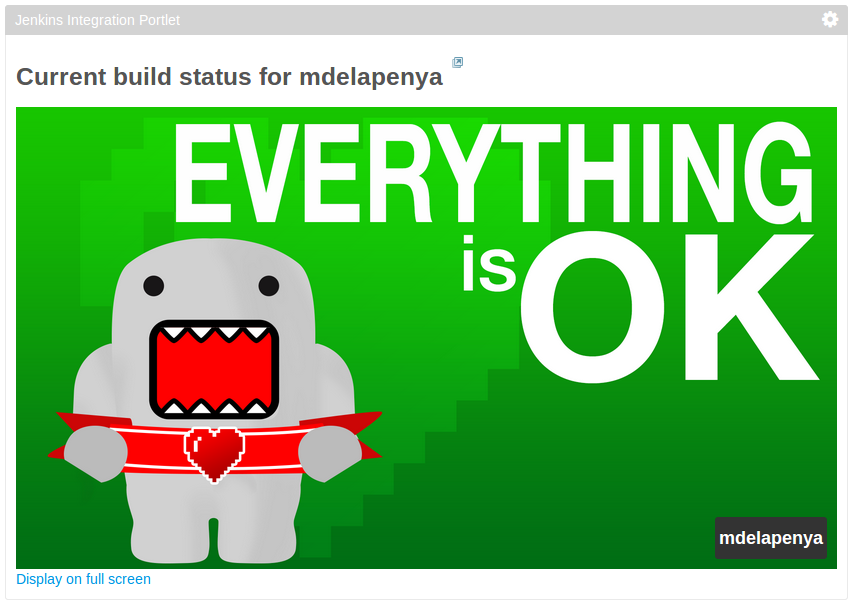 Jenkins Integration Portlet
Current build status for mdelapenya
EVERYTHING
is OK
mdelapenya
Display on full screen